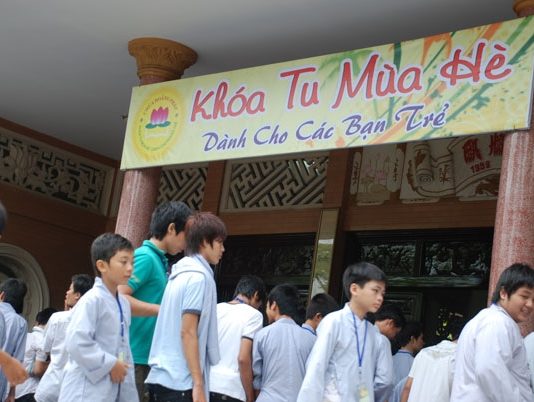 Khóa Tu Mùa Hè
Dành Cho Các Bạn Trẻ